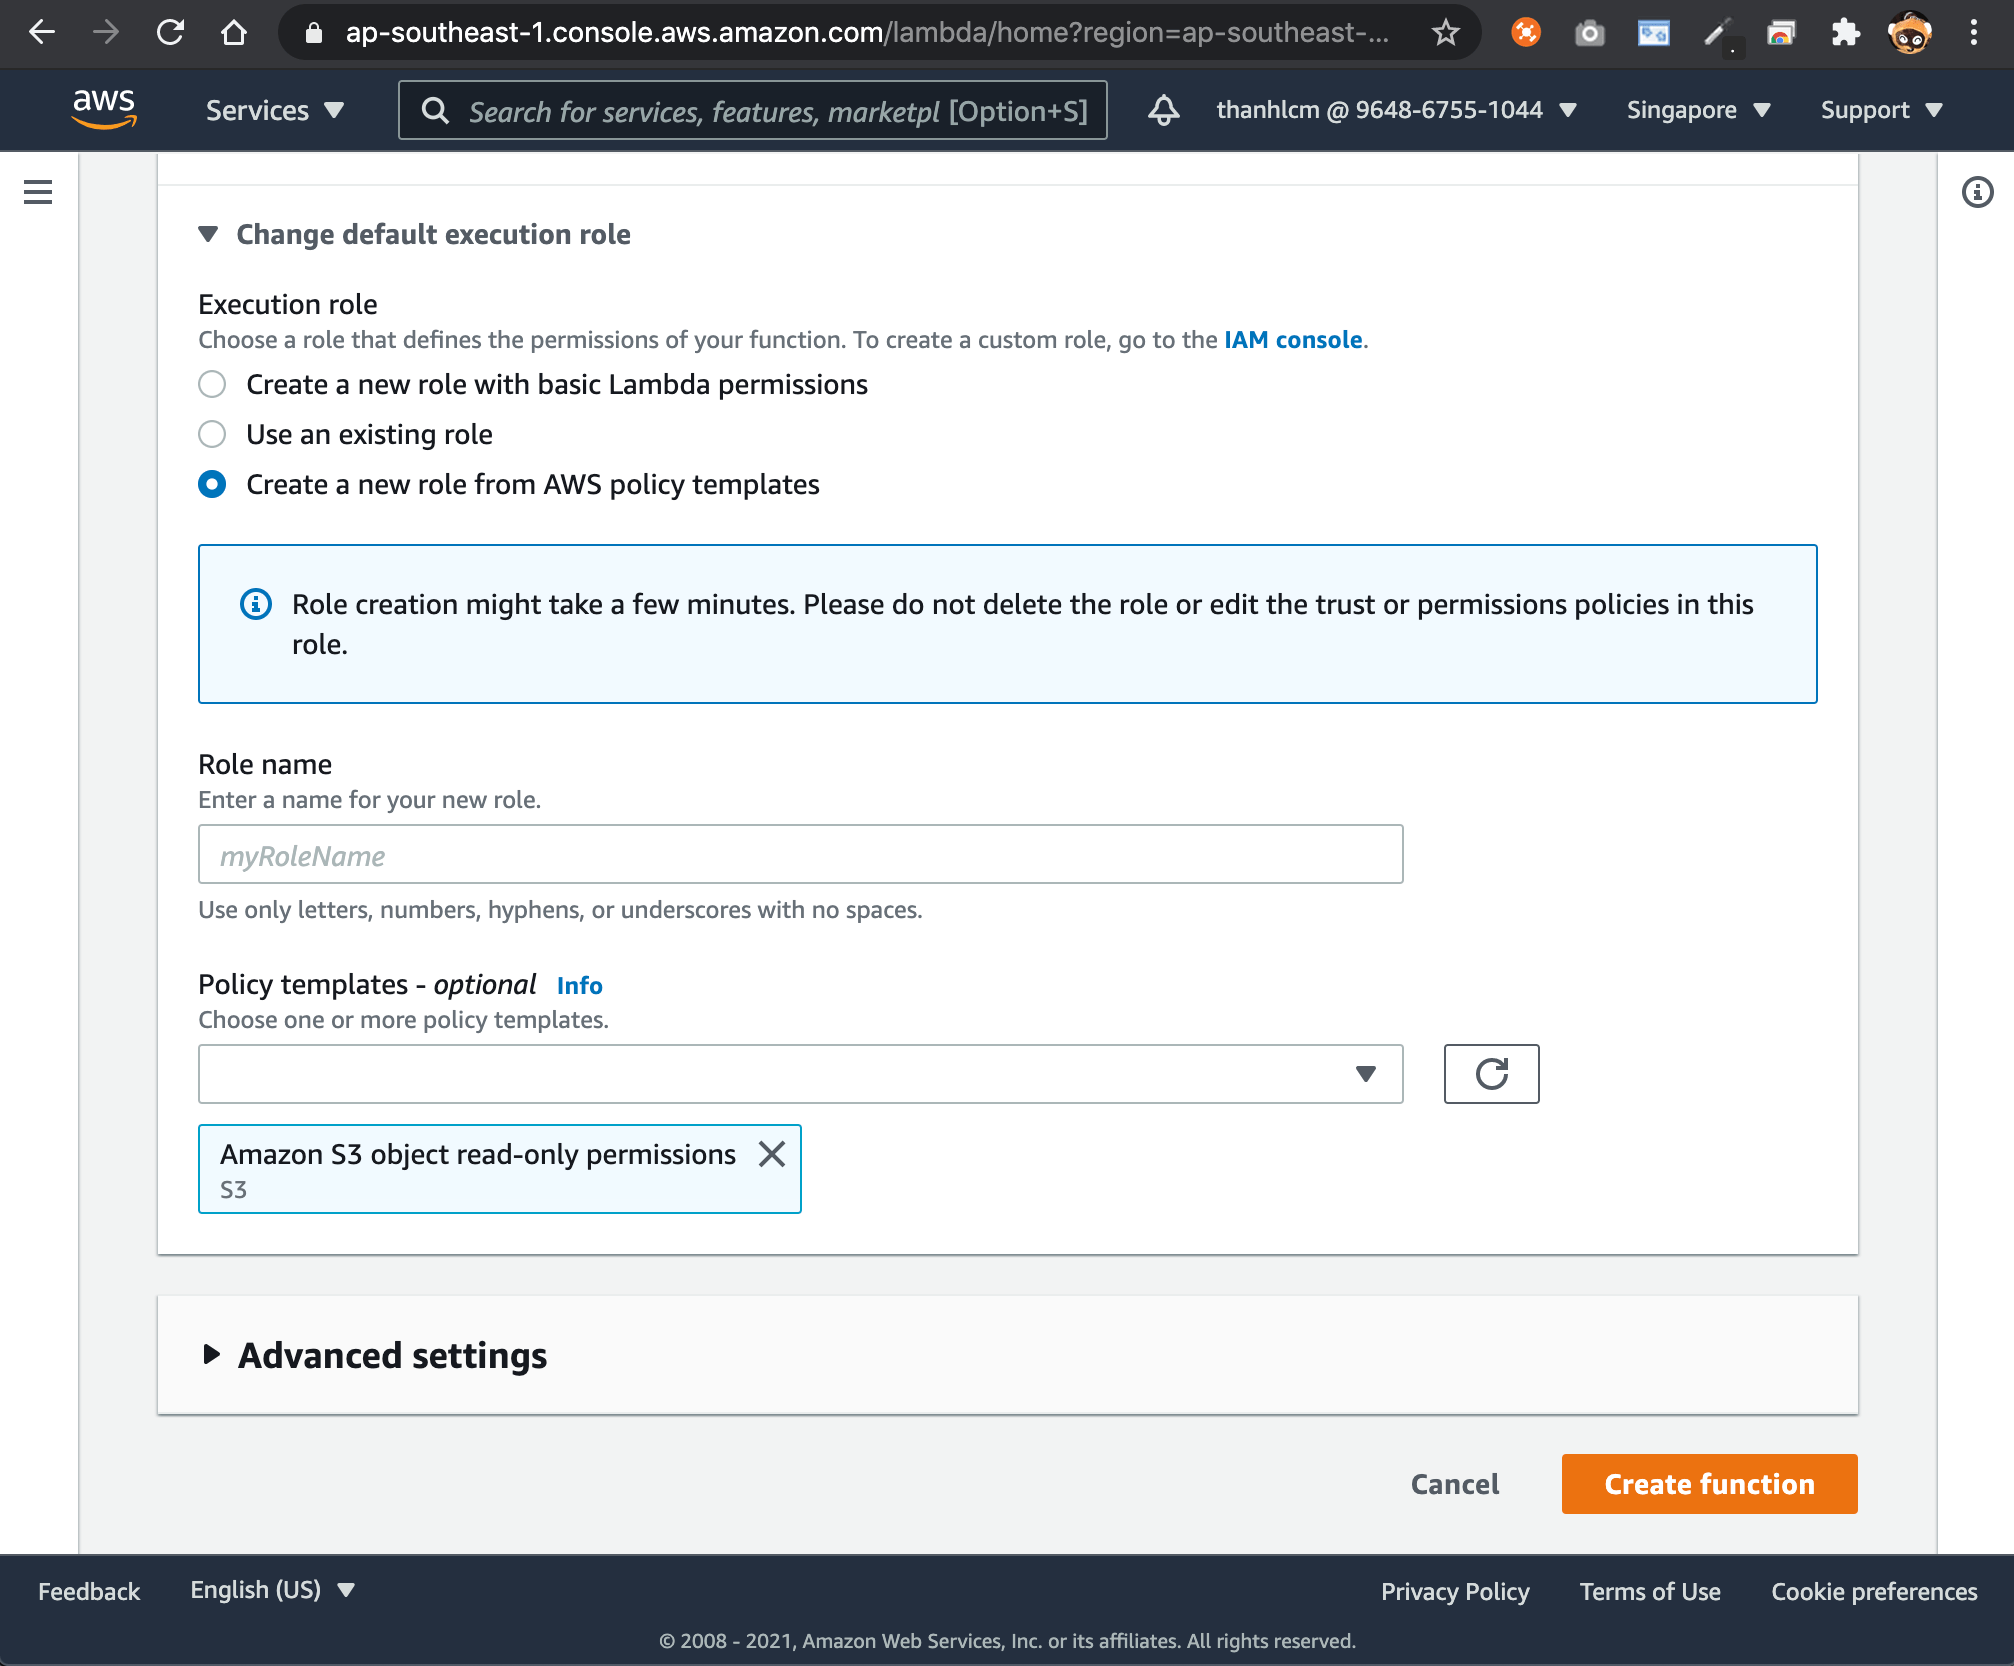 ap-southeast-1.console.aws.amazon.com/lambda/home?region=ap-southeast-...
aws
Services
Search for services, features, marketpl [Option+S]
thanhlcm @ 9648-6755-1044
Singapore
Support
Change default execution role
Execution role
Choose a role that defines the permissions of your function. To create a custom role, go to the IAM console.
Create a new role with basic Lambda permissions
Use an existing role
Create a new role from AWS policy templates
Role creation might take a few minutes. Please do not delete the role or edit the trust or permissions policies in this
role.
Role name
Enter a name for your new role.
myRoleName
Use only letters, numbers, hyphens, or underscores with no spaces.
Policy templates - optional Info
Choose one or more policy templates.
Amazon S3 object read-only permissions
S3
Advanced settings
Cancel
Create function
Feedback
English (US)
Privacy Policy
Terms of Use
Cookie preferences
© 2008 - 2021, Amazon Web Services, Inc. or its affiliates. All rights reserved.